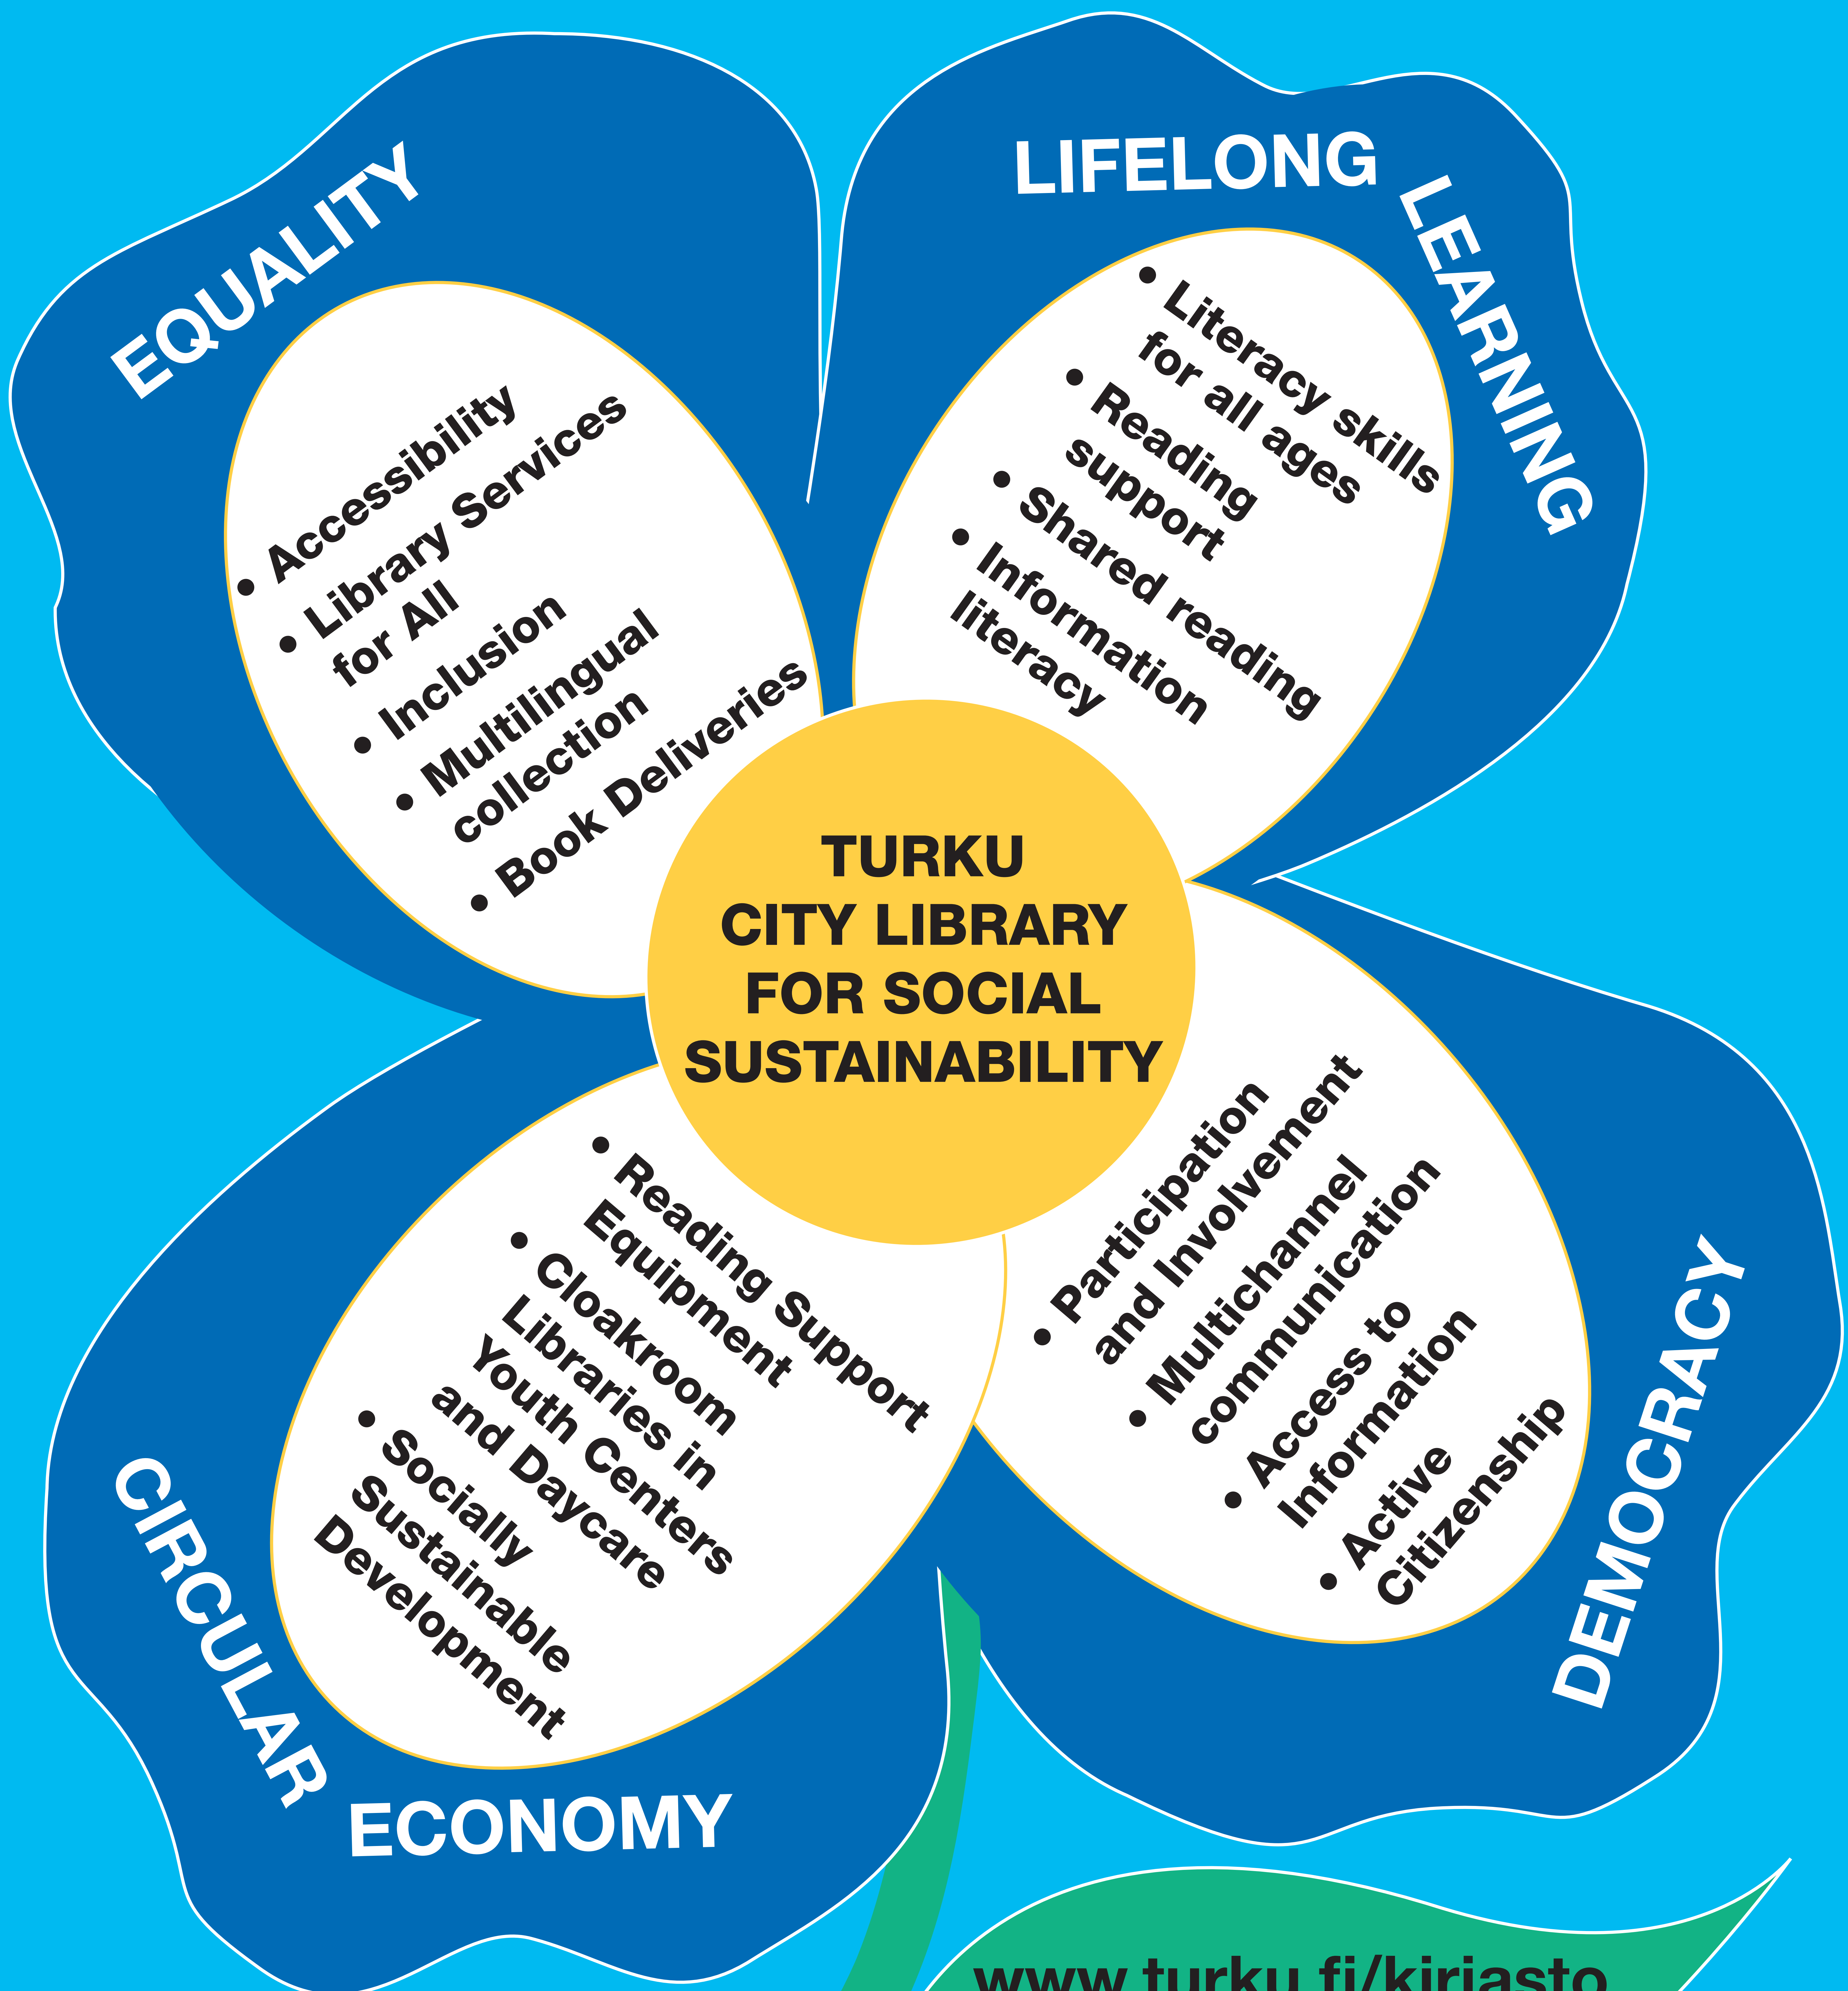 EQUALITY
• Accessibility
• Library Services
for All
• Inclusion
• Multilingual
collection
• Book Deliveries
LIFELONG
LEARNING
• Literacy skills
for all ages
• Reading
support
• Shared reading
• Information
literacy
TURKU
CITY LIBRARY
FOR SOCIAL
SUSTAINABILITY
CIRCULAR
ECONOMY
• Reading Support
Equipment
• Cloakroom
Libraries in
Youth Centers
and Daycare
• Socially
Sustainable
Development
DEMOCRACY
• Participation
and Involvement
• Multichannel
communication
• Access to
Information
• Active
Citizenship
www.turku.fi/kirjasto